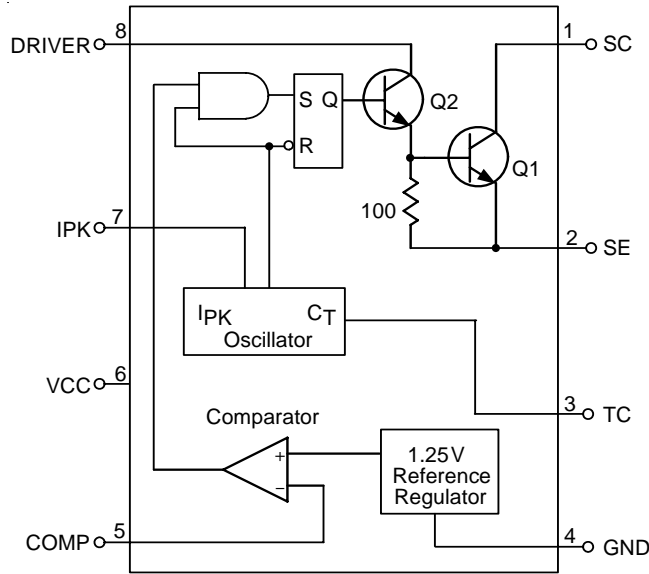 DRIVER
8
1
SC
S Q
R
Q2
Q1
100
IPK
7
2
SE
IPK
CT
Oscillator
VCC
6
3
TC
Comparator
+
−
1.25V
Reference
Regulator
COMP
5
4
GND